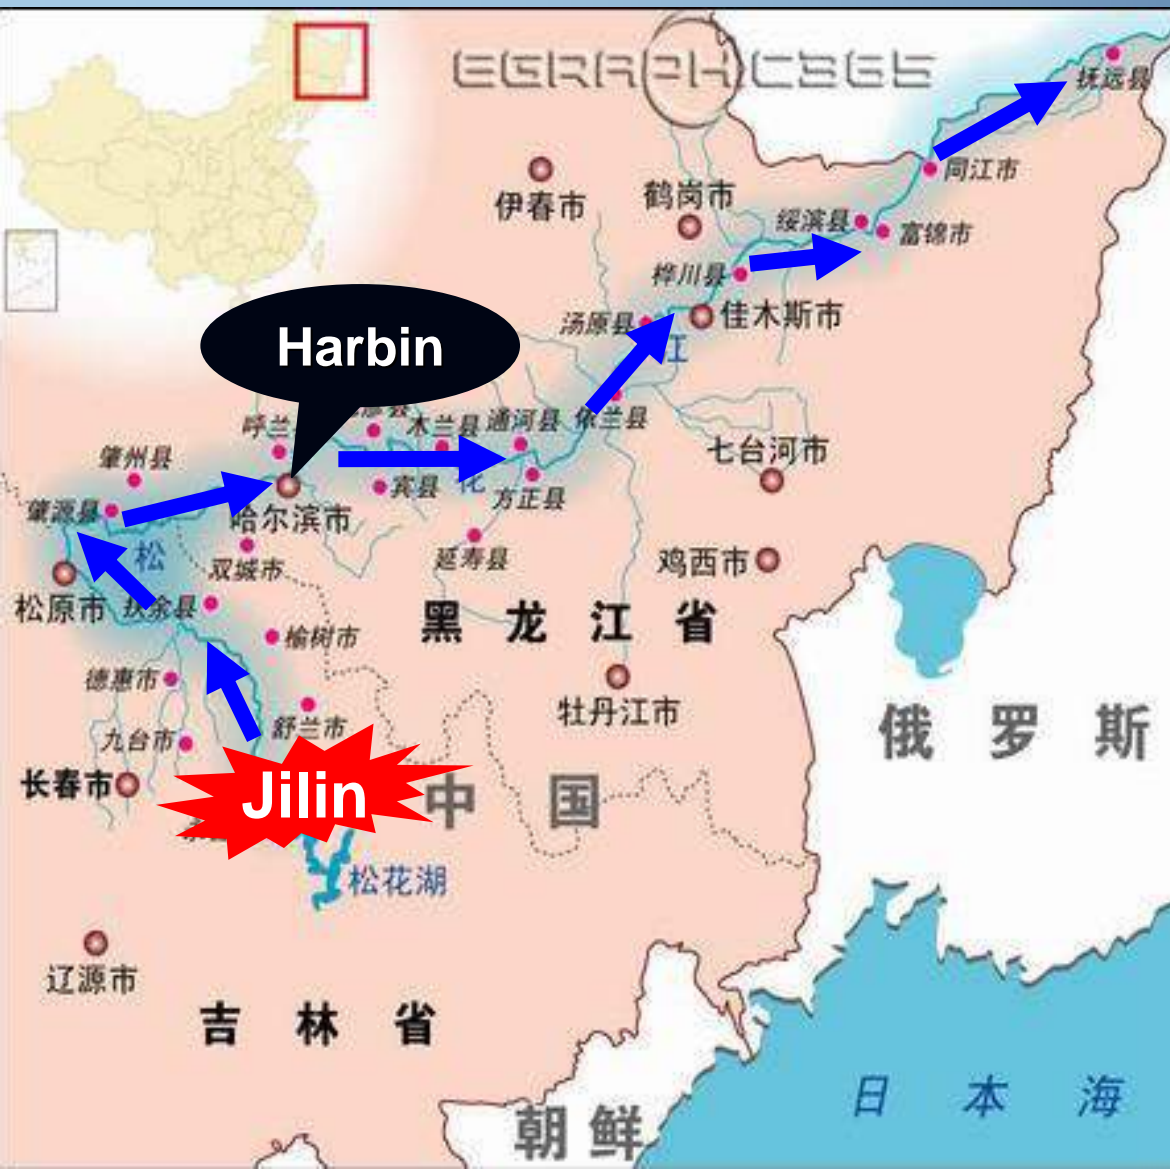 EGRAPHIC365
抚远县
同江市
伊春市
鹤岗市
绥滨县
富锦市
桦川县
汤原县
佳木斯市
江
Harbin
呼兰
木兰县
通河县
依兰县
肇州县
七台河市
宾县
花
方正县
肇源县
哈尔滨市
松
双城市
延寿县
鸡西市
松原市
扶余县
黑龙江省
榆树市
德惠市
牡丹江市
舒兰市
俄罗斯
九台市
长春市
Jilin
中国
松花湖
辽源市
吉林省
日本海
朝鲜